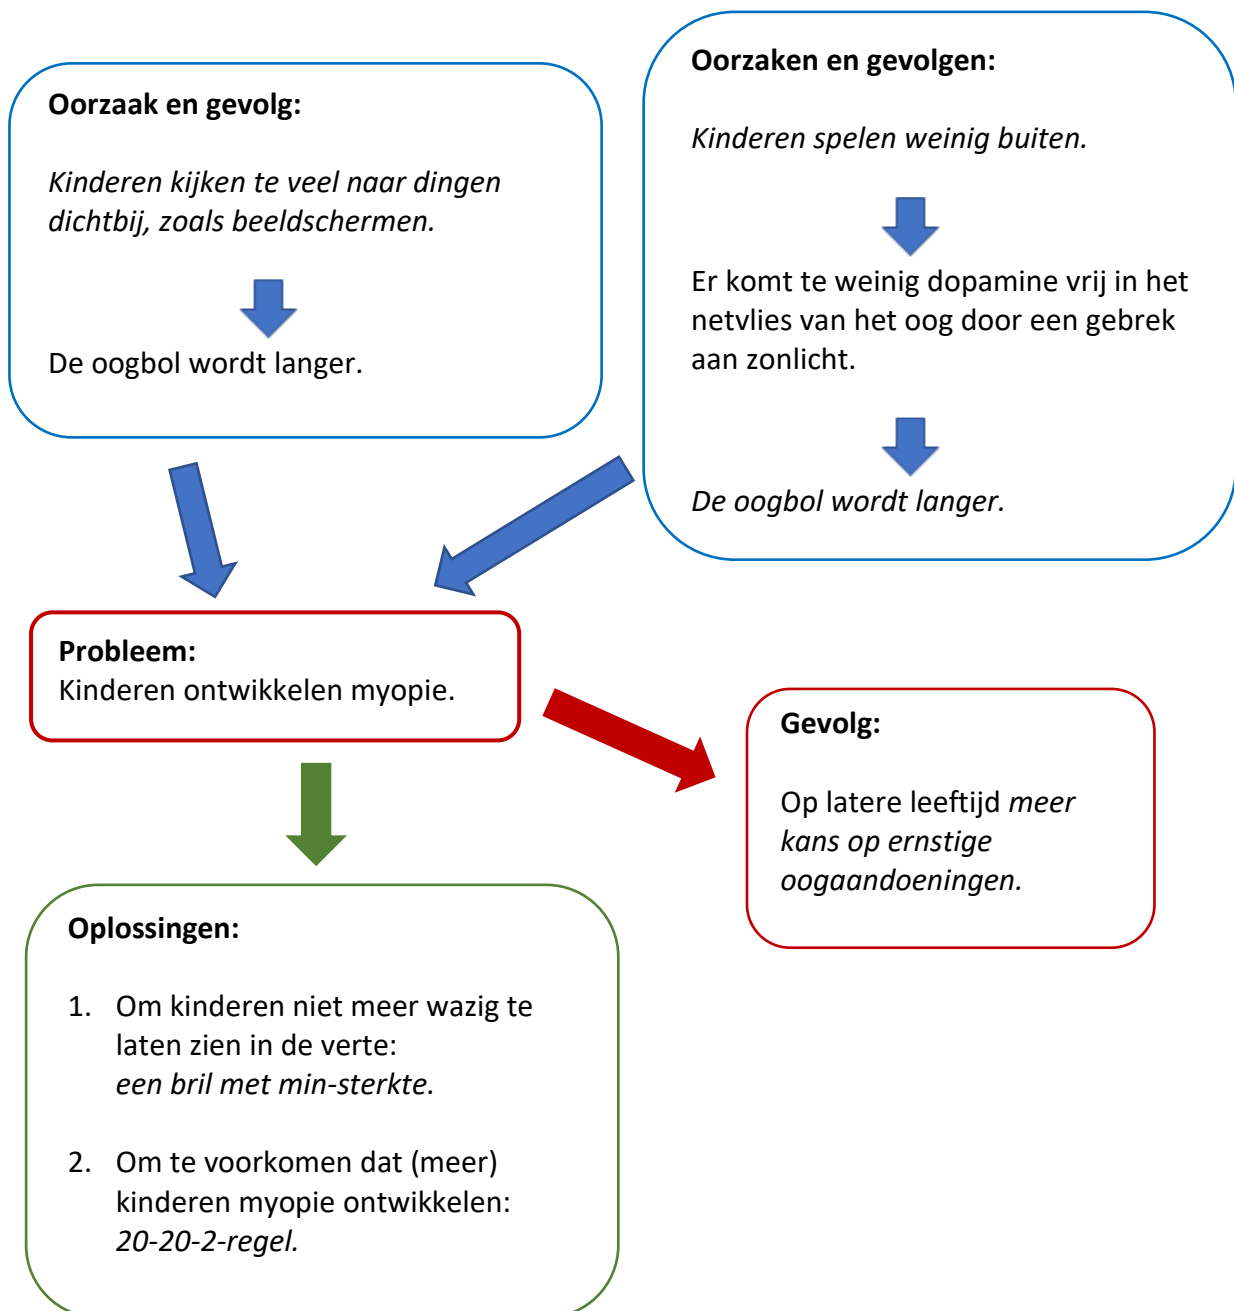 Oorzaak en gevolg:
Kinderen kijken te veel naar dingen
dichtbij, zoals beeldschermen.
De oogbol wordt langer.
Oorzaken en gevolgen:
Kinderen spelen weinig buiten.
Er komt te weinig dopamine vrij in het
netvlies van het oog door een gebrek
aan zonlicht.
De oogbol wordt langer.
Probleem:
Kinderen ontwikkelen myopie.
Gevolg:
Op latere leeftijd meer
kans op ernstige
oogaandoeningen.
Oplossingen:
1. Om kinderen niet meer wazig te
laten zien in de verte:
een bril met min-sterkte.
2. Om te voorkomen dat (meer)
kinderen myopie ontwikkelen:
20-20-2-regel.